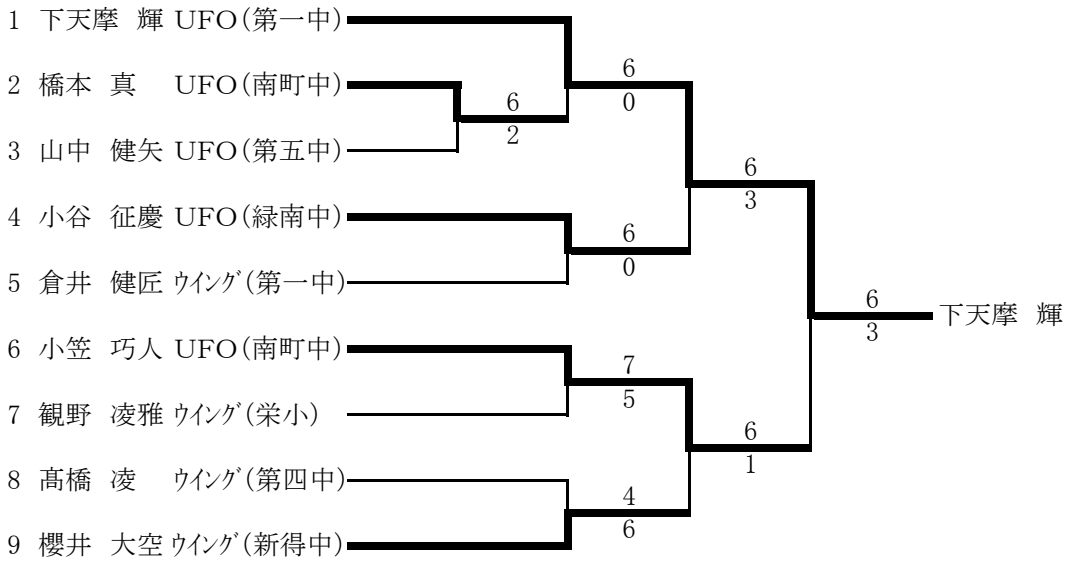 1 下天摩 輝 UFO(第一中)
2 橋本 真 UFO(南町中)
3 山中 健矢 UFO(第五中)
4 小谷 征慶 UFO(緑南中)
5 倉井 健匠 ウイング(第一中)
6 小笠 巧人 UFO(南町中)
7 観野 凌雅 ウイング(栄小)
8 髙橋 凌 ウイング(第四中)
9 櫻井 大空 ウイング(新得中)
6
2
6
0
6
0
7
5
4
6
6
3
6
1
6
3
下天摩 輝